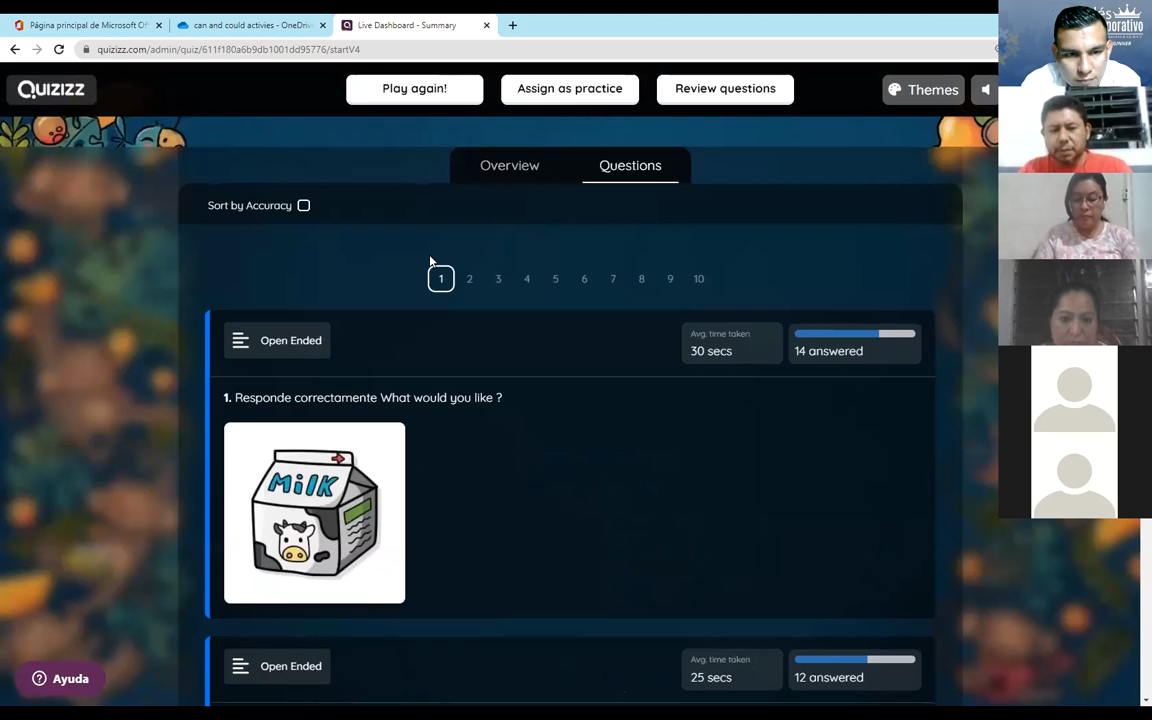 Página principal de Microsoft Of
can and could activies - OneDriv
Live Dashboard - Summary
quizizz.com/admin/quiz/611f180a6b9db1001dd95776/startV4
Quizizz
Play again!
Assign as practice
Review questions
Themes
Overview
Questions
Sort by Accuracy
1 2 3 4 5 6 7 8 9 10
Open Ended
Avg. time taken
30 secs
14 answered
1. Responde correctamente What would you like ?
MiLK
Open Ended
Avg. time taken
25 secs
12 answered
Ayuda